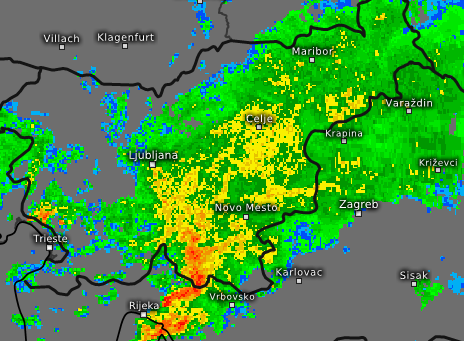 Villach
Klagenfurt
Maribor
Varaždin
Celje
Krapina
Ljubljana
Križevci
Novo Mesto
Zagreb
Trieste
Karlovac
Sisak
Vrbovsko
Rijeka